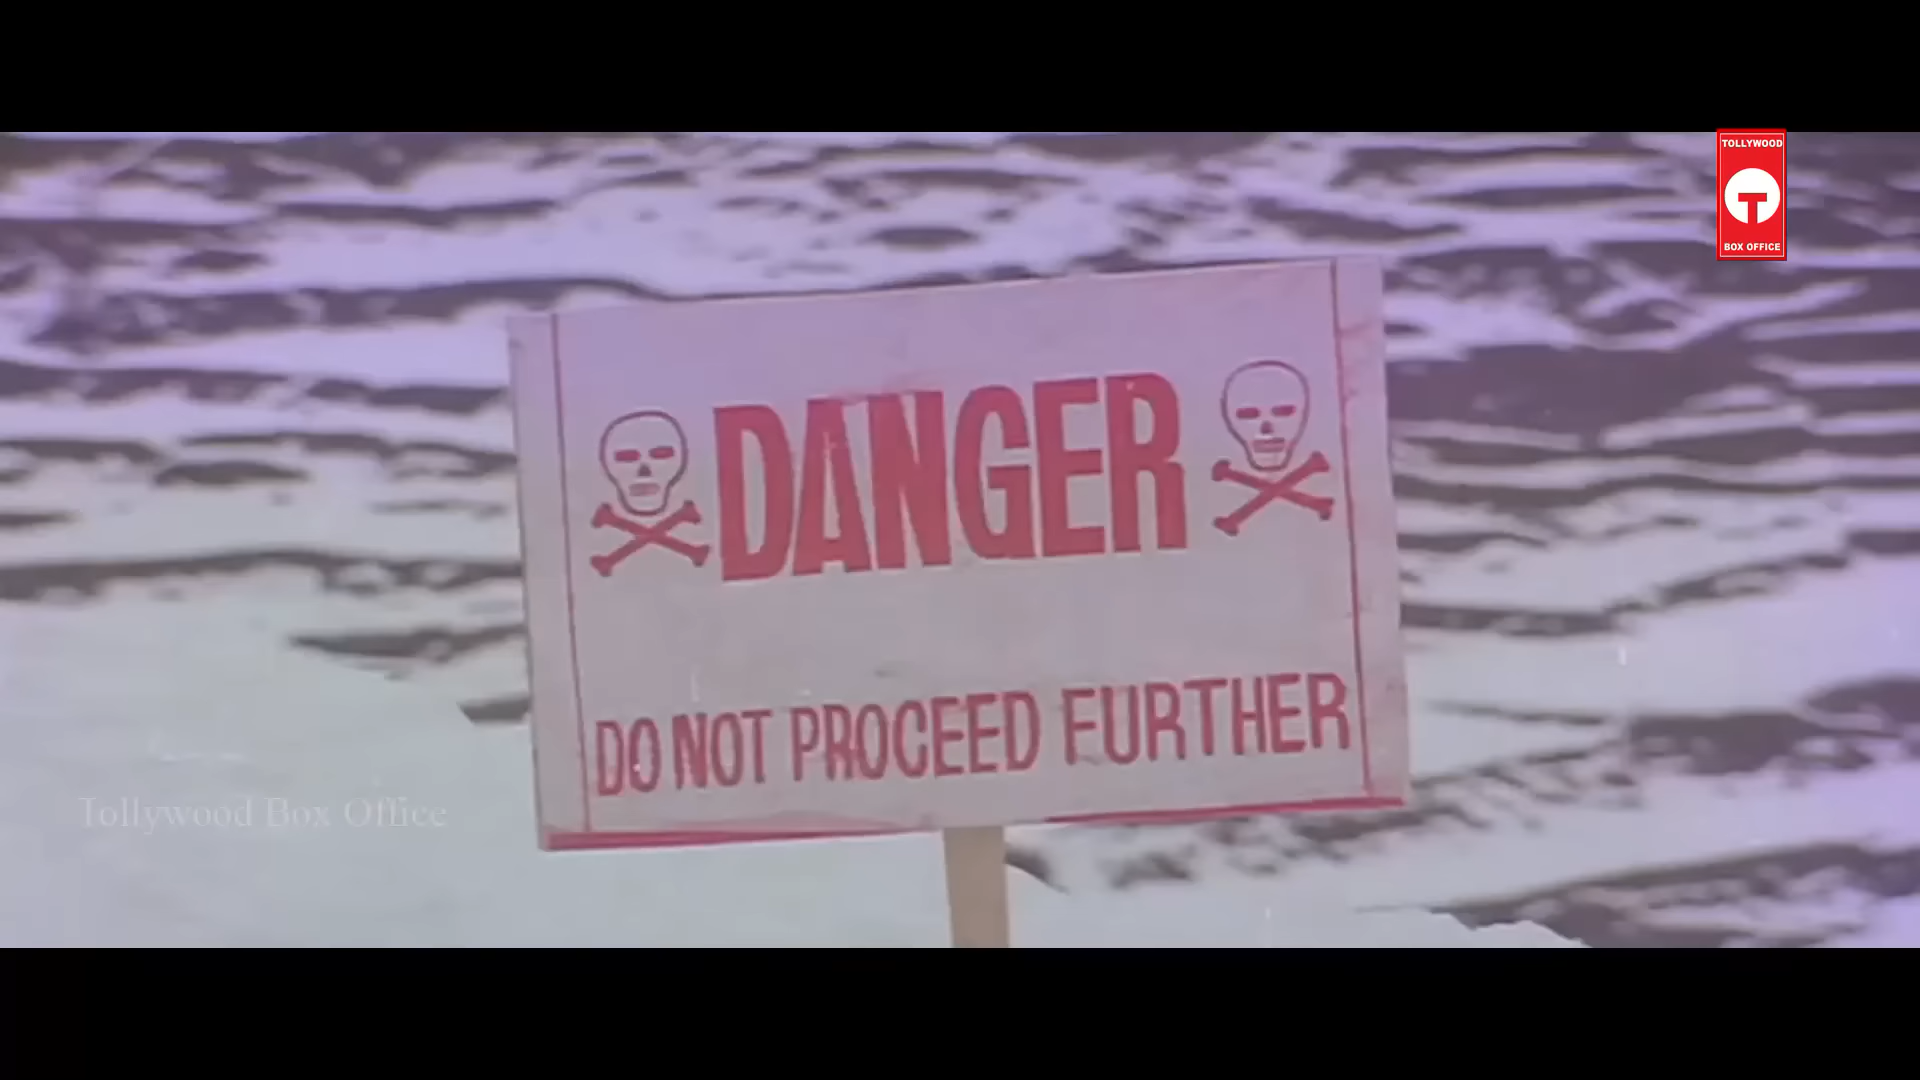 TOLLYWOOD
T
BOX OFFICE
DANGER
DO NOT PROCEED FURTHER
Tollywood Box Office